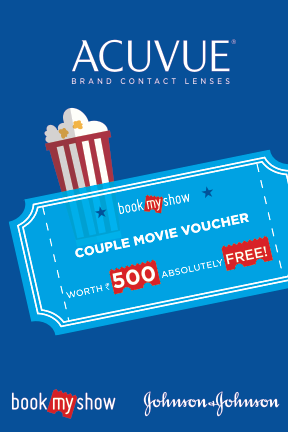 ACUVUE®
BRAND CONTACT LENSES
book my show
COUPLE MOVIE VOUCHER
WORTH ₹ 500 ABSOLUTELY FREE!
book my show
Johnson & Johnson